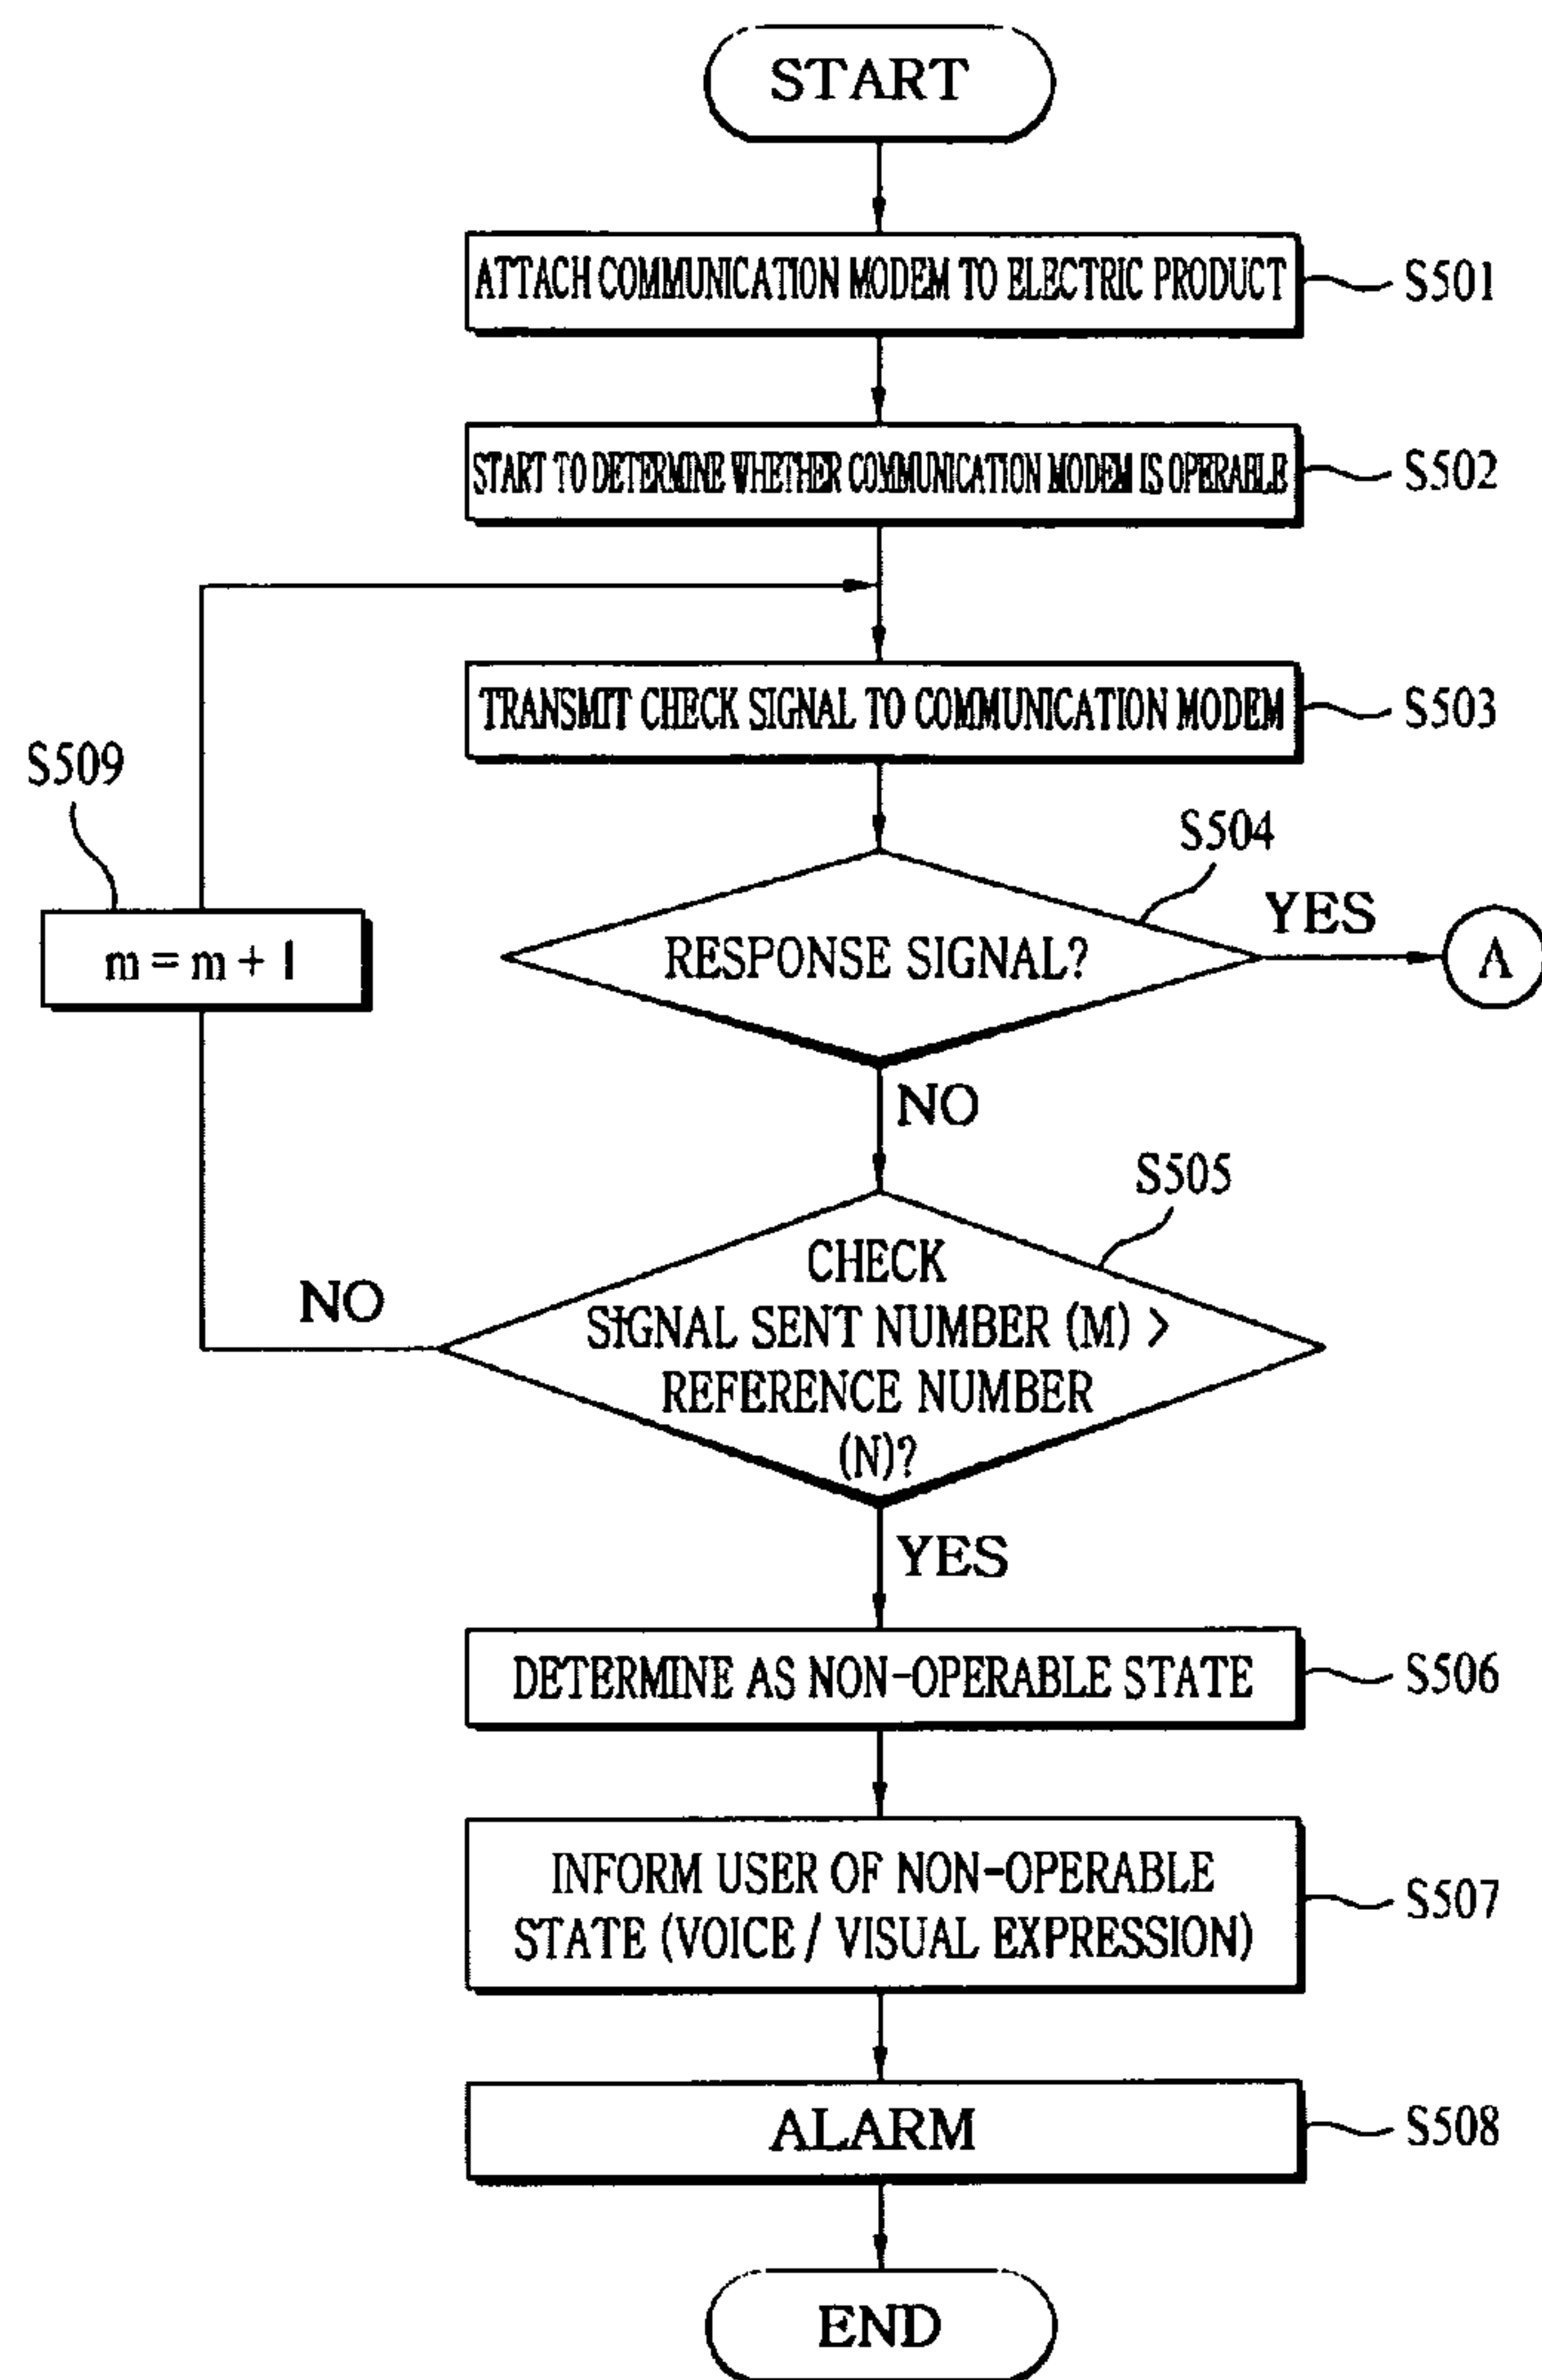 START
ATTACH COMMUNICATION MODEM TO ELECTRIC PRODUCT
S501
START TO DETERMINE WHETHER COMMUNICATION MODEM IS OPERABLE
S502
TRANSMIT CHECK SIGNAL TO COMMUNICATION MODEM
S503
S509
m = m + 1
S504
RESPONSE SIGNAL?
YES
A
NO
S505
CHECK
SIGNAL SENT NUMBER (M) >
REFERENCE NUMBER
(N)?
NO
YES
DETERMINE AS NON-OPERABLE STATE
S506
INFORM USER OF NON-OPERABLE
STATE (VOICE / VISUAL EXPRESSION)
S507
ALARM
S508
END